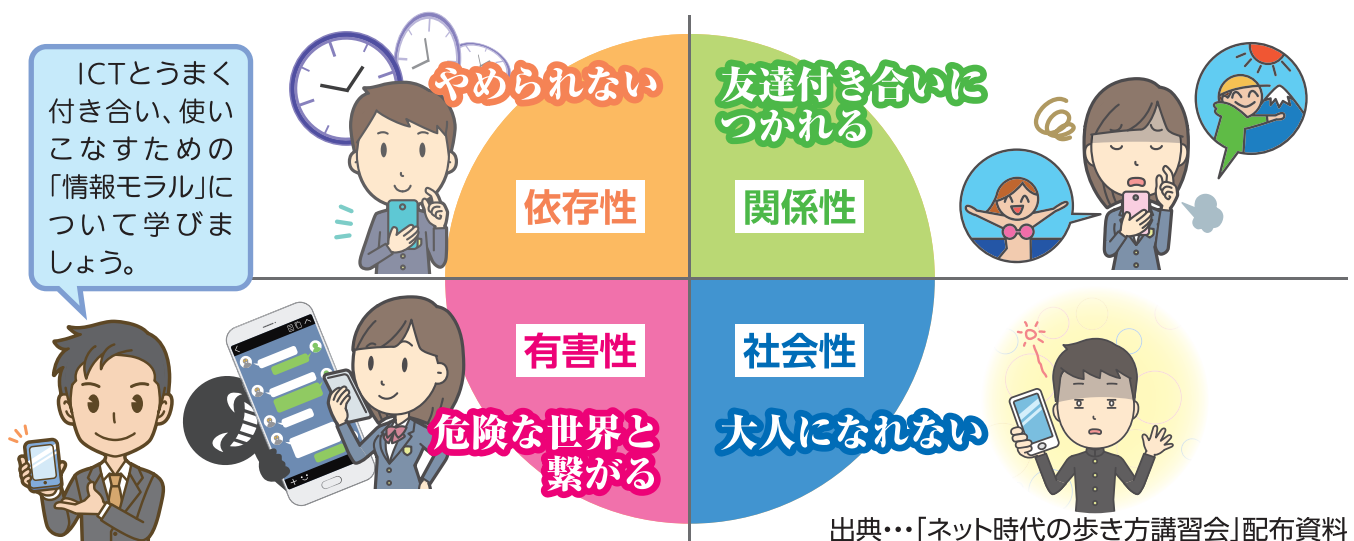 ICTとうまく
付き合い、使い
こなすための
「情報モラル」に
ついて学びま
しょう。
やめられない
依存性
友達付き合いに
つかれる
関係性
有害性
危険な世界と
繋がる
社会性
大人になれない
出典・・・「ネット時代の歩き方講習会」配布資料